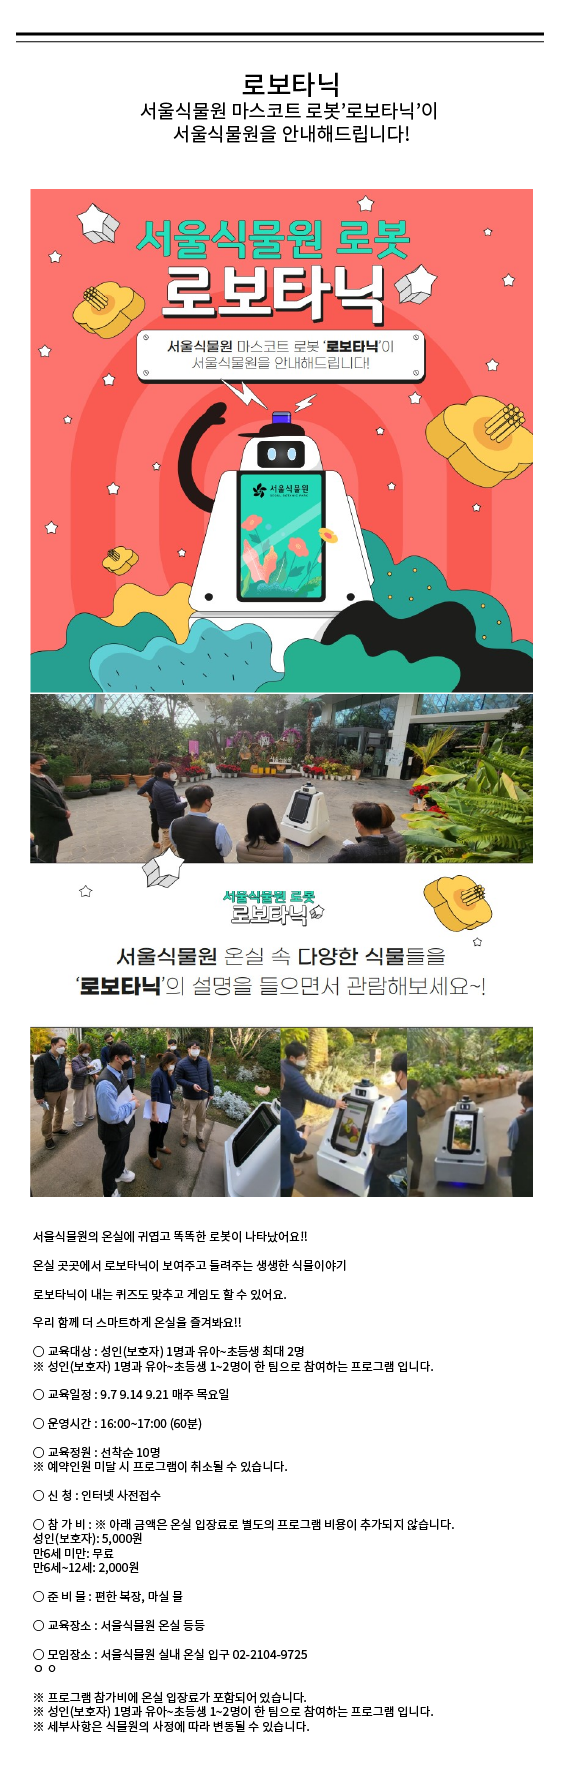 로보타닉
서울식물원 마스코트 로봇'로보타닉'이
서울식물원을 안내해드립니다!
서울식물원 로봇
로보타닉
서울식물원 마스코트 로봇 '로보타닉'이
서울식물원을 안내해드립니다!
서울식물원
SEOUL BOTANIC PARK
서울식물원 로봇
로보타닉
서울식물원 온실 속 다양한 식물들을
'로보타닉'의 설명을 들으면서 관람해보세요~!
서울식물원의 온실에 귀엽고 똑똑한 로봇이 나타났어요!!
온실 곳곳에서 로보타닉이 보여주고 들려주는 생생한 식물이야기
로보타닉이 내는 퀴즈도 맞추고 게임도 할 수 있어요.
우리 함께 더 스마트하게 온실을 즐겨봐요!!
○ 교육대상 : 성인(보호자) 1명과 유아~초등생 최대 2명
※ 성인(보호자) 1명과 유아~초등생 1~2명이 한 팀으로 참여하는 프로그램 입니다.
○ 교육일정 : 9.7 9.14 9.21 매주 목요일
○ 운영시간 : 16:00~17:00 (60분)
○ 교육정원 : 선착순 10명
※ 예약인원 미달 시 프로그램이 취소될 수 있습니다.
○ 신 청 : 인터넷 사전접수
○ 참 가 비 : ※ 아래 금액은 온실 입장료로 별도의 프로그램 비용이 추가되지 않습니다.
성인(보호자): 5,000원
만6세 미만: 무료
만6세~12세: 2,000원
○ 준 비 물 : 편한 복장, 마실 물
○ 교육장소 : 서울식물원 온실 등등
○ 모임장소 : 서울식물원 실내 온실 입구 02-2104-9725
ㅇ ㅇ
※ 프로그램 참가비에 온실 입장료가 포함되어 있습니다.
※ 성인(보호자) 1명과 유아~초등생 1~2명이 한 팀으로 참여하는 프로그램 입니다.
※ 세부사항은 식물원의 사정에 따라 변동될 수 있습니다.